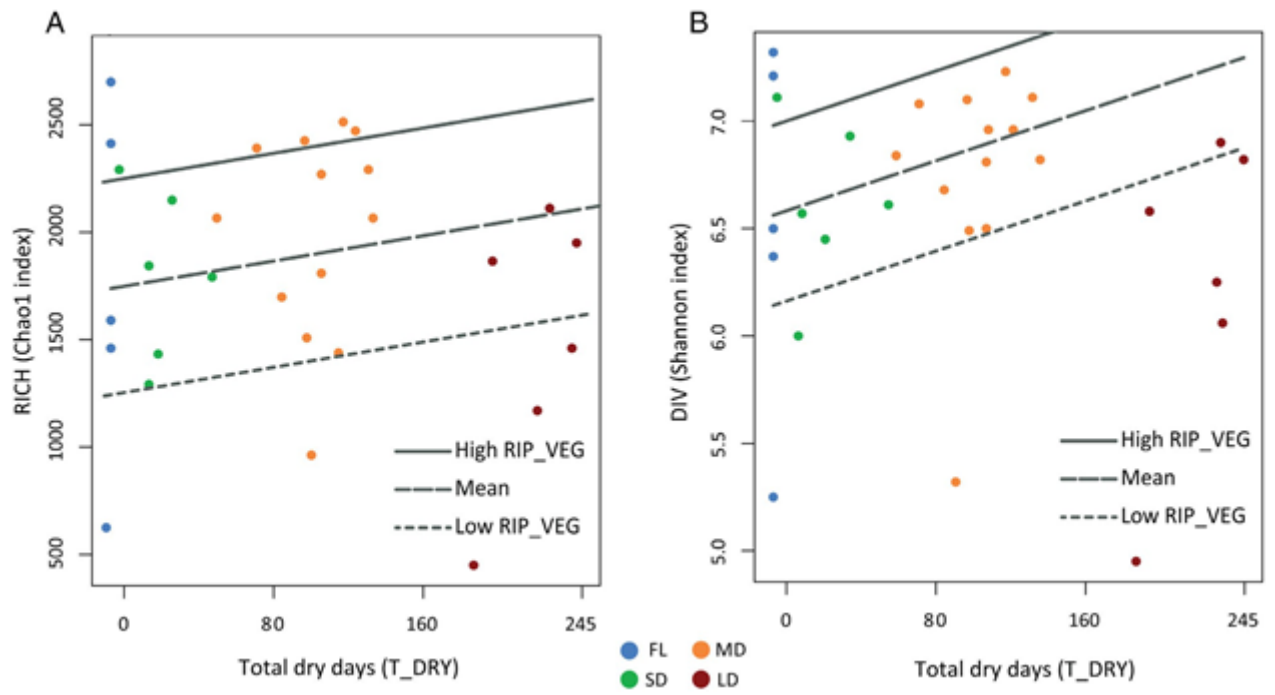 A
RICH (Chao1 index)
2500
2000
1500
1000
500
High RIP_VEG
Mean
Low RIP_VEG
0 80 160 245
Total dry days (T_DRY)
B
DIV (Shannon index)
7.0
6.5
6.0
5.5
5.0
High RIP_VEG
Mean
Low RIP_VEG
0 80 160 245
Total dry days (T_DRY)
FL MD
SD LD